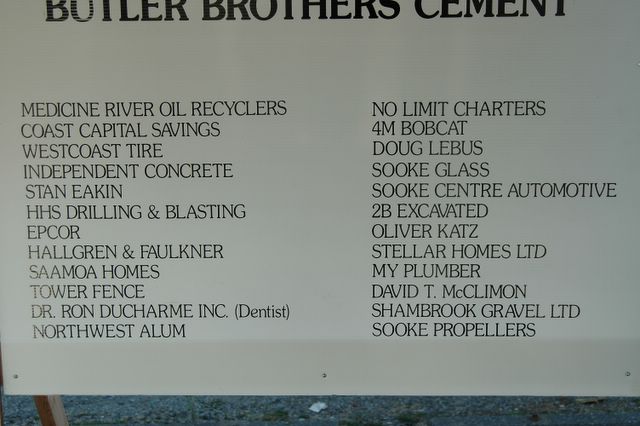 BUTLER BROTHERS CEMENT
MEDICINE RIVER OIL RECYCLERS
COAST CAPITAL SAVINGS
WESTCOAST TIRE
INDEPENDENT CONCRETE
STAN EAKIN
HHS DRILLING & BLASTING
EPCOR
HALLGREN & FAULKNER
SAAMOA HOMES
TOWER FENCE
DR. RON DUCHARME INC. (Dentist)
NORTHWEST ALUM
NO LIMIT CHARTERS
4M BOBCAT
DOUG LEBUS
SOOKE GLASS
SOOKE CENTRE AUTOMOTIVE
2B EXCAVATED
OLIVER KATZ
STELLAR HOMES LTD
MY PLUMBER
DAVID T. McCLIMON
SHAMBROOK GRAVEL LTD
SOOKE PROPELLERS